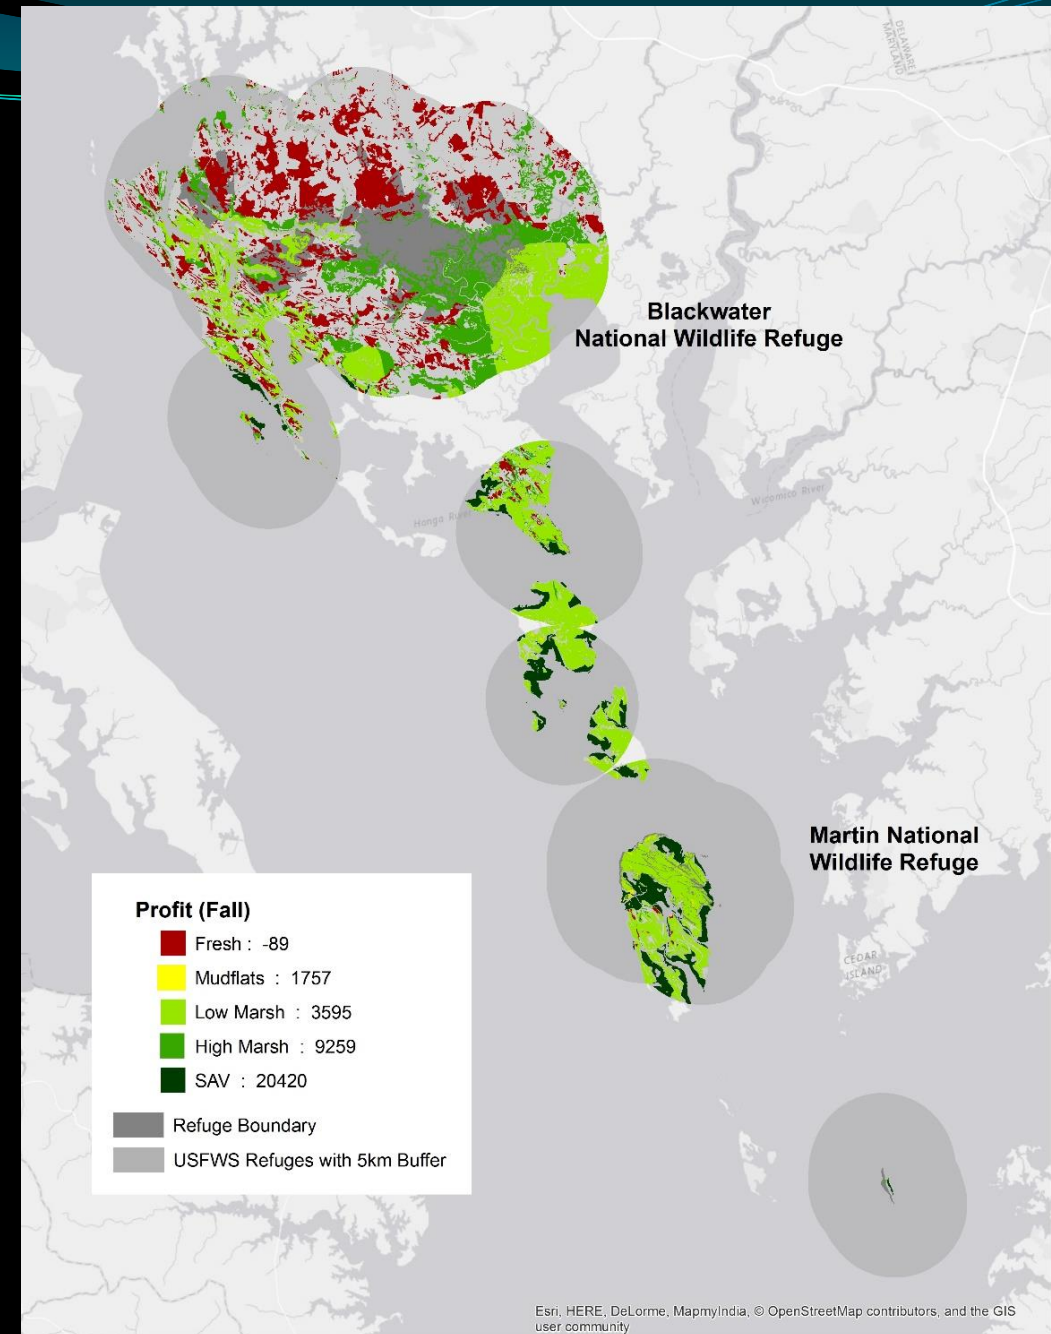 DELAWARE
MARYLAND
Blackwater
National Wildlife Refuge
Wicomico River
Honga River
Martin National
Wildlife Refuge
CEDAR
ISLAND
Profit (Fall)
Fresh : -89
Mudflats : 1757
Low Marsh : 3595
High Marsh : 9259
SAV : 20420
Refuge Boundary
USFWS Refuges with 5km Buffer
Esri, HERE, DeLorme, MapmyIndia, © OpenStreetMap contributors, and the GIS
user community